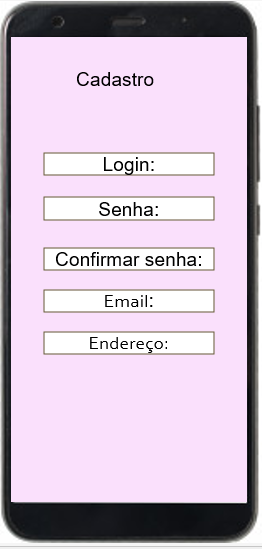 Cadastro
Login:
Senha:
Confirmar senha:
Email:
Endereço: